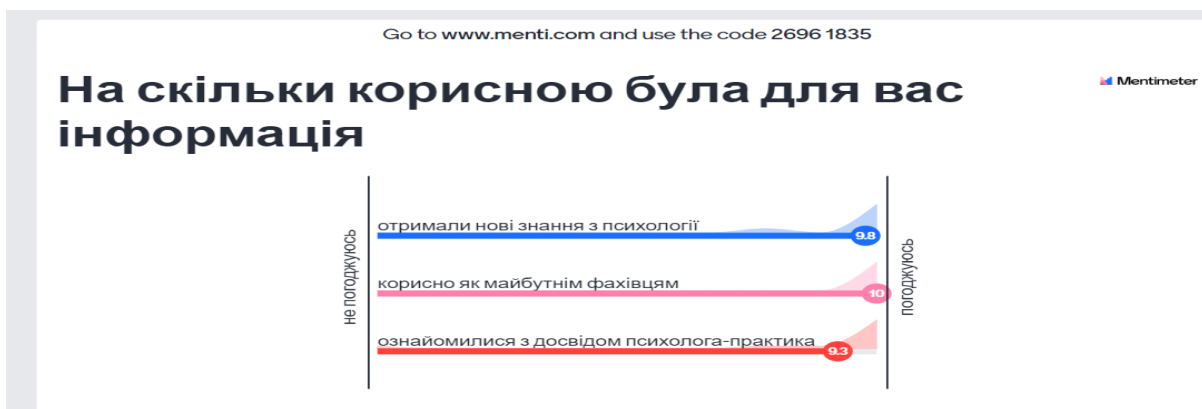 Go to www.menti.com and use the code 2696 1835
На скільки корисною була для вас
інформація
Mentimeter
не погоджуюсь
отримали нові знання з психології
9.8
корисно як майбутнім фахівцям
10
ознайомилися з досвідом психолога-практика
9.3
погоджуюсь